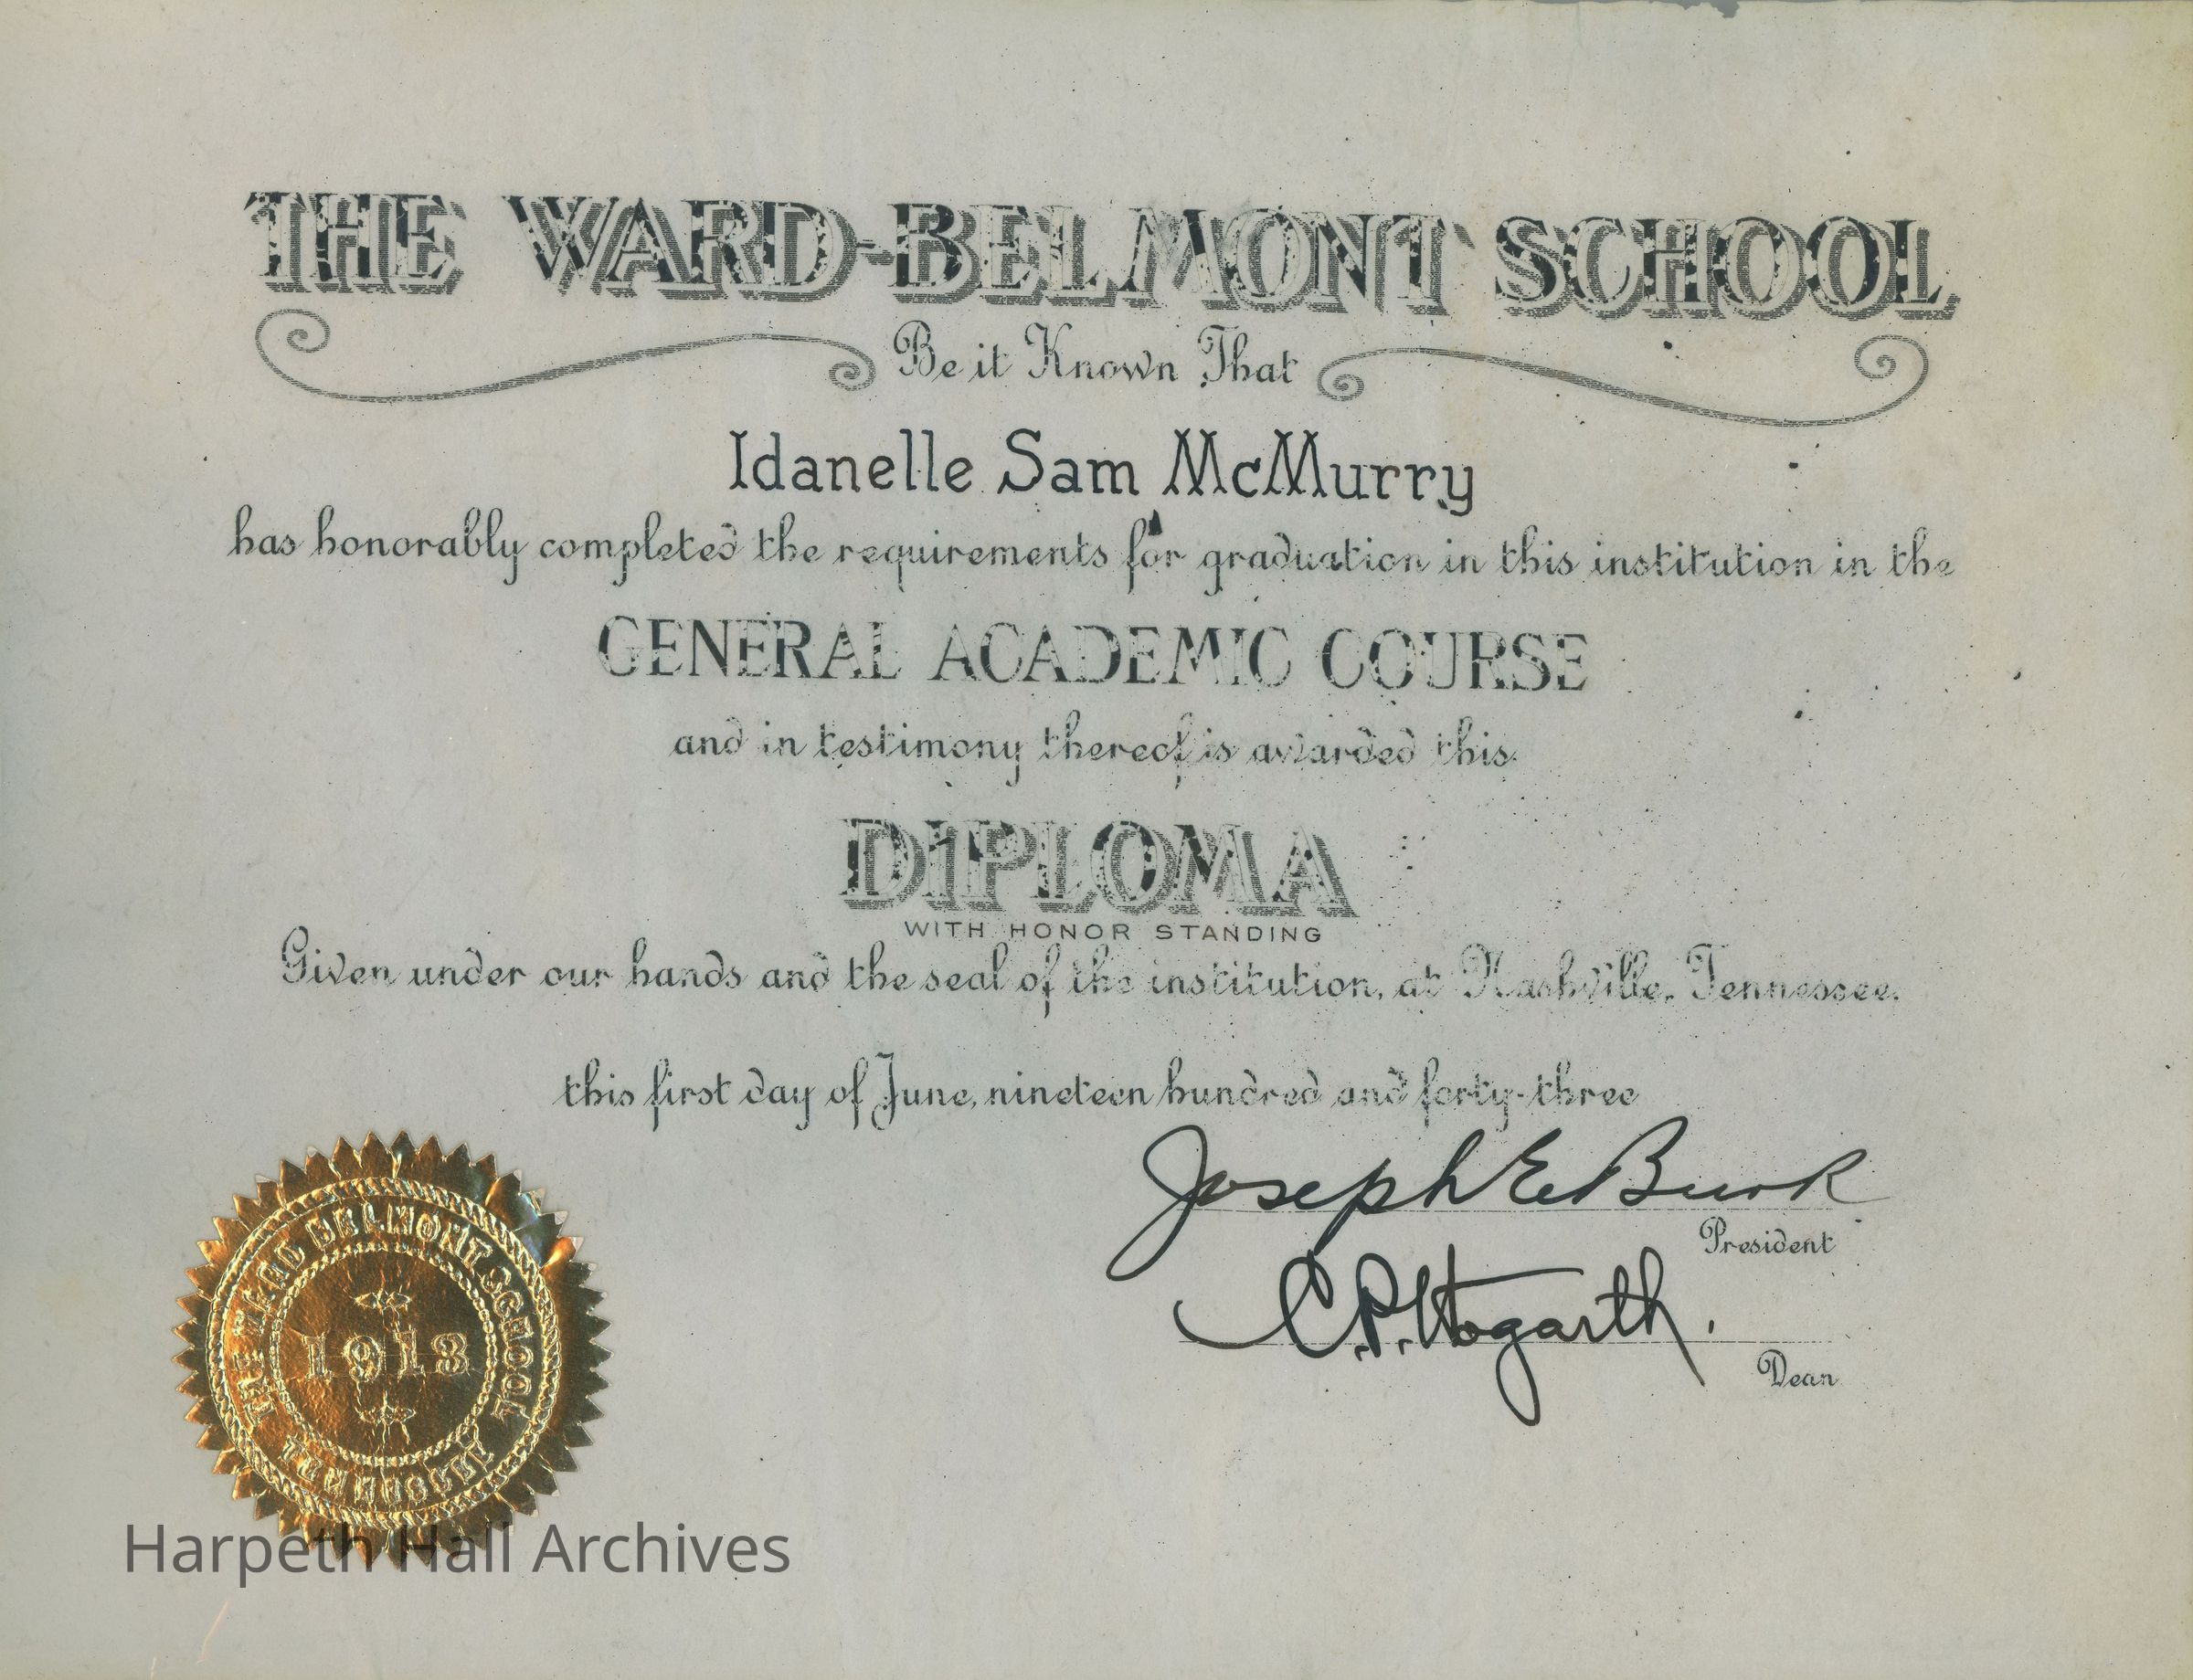 THE WARD-BELMONT SCHOOL
Be it Known That
Idanelle Sam McMurry
has honorably completed the requirements for graduation in this institution in the
GENERAL ACADEMIC COURSE
and in testimony thereof is awarded this
DIPLOMA
WITH HONOR STANDING
Given under our hands and the seal of the institution, at Nashville, Tennessee.
this first day of June, nineteen hundred and forty-three
Joseph E Burk
President
C.P. Hogarth.
Dean
THE WARD BELMONT SCHOOL
1913
TENNESSEE
Harpeth Hall Archives